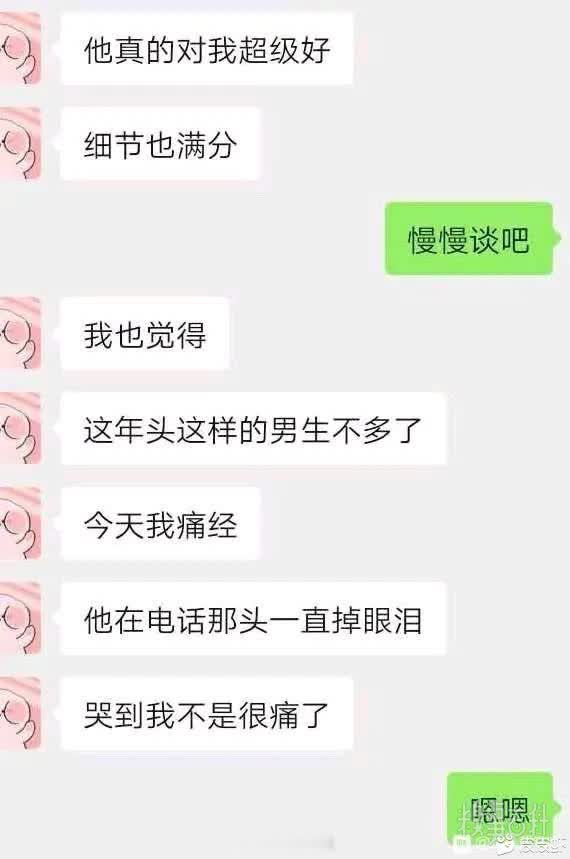 他真的对我超级好
细节也满分
慢慢谈吧
我也觉得
这年头这样的男生不多了
今天我痛经
他在电话那头一直掉眼泪
哭到我不是很痛了
嗯嗯
皮皮虾